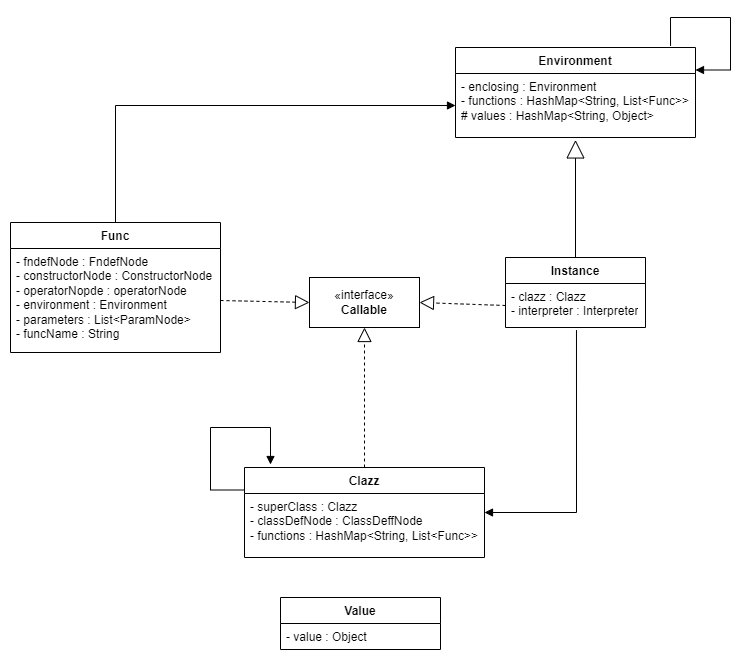 Environment
- enclosing : Environment
- functions : HashMap<String, List<Func>>
# values : HashMap<String, Object>
Func
- fndefNode : FndefNode
- constructorNode : ConstructorNode
- operatorNopde : operatorNode
- environment : Environment
- parameters : List<ParamNode>
- funcName : String
«interface»
Callable
Instance
- clazz : Clazz
- interpreter : Interpreter
Clazz
- superClass : Clazz
- classDefNode : ClassDeffNode
- functions : HashMap<String, List<Func>>
Value
- value : Object